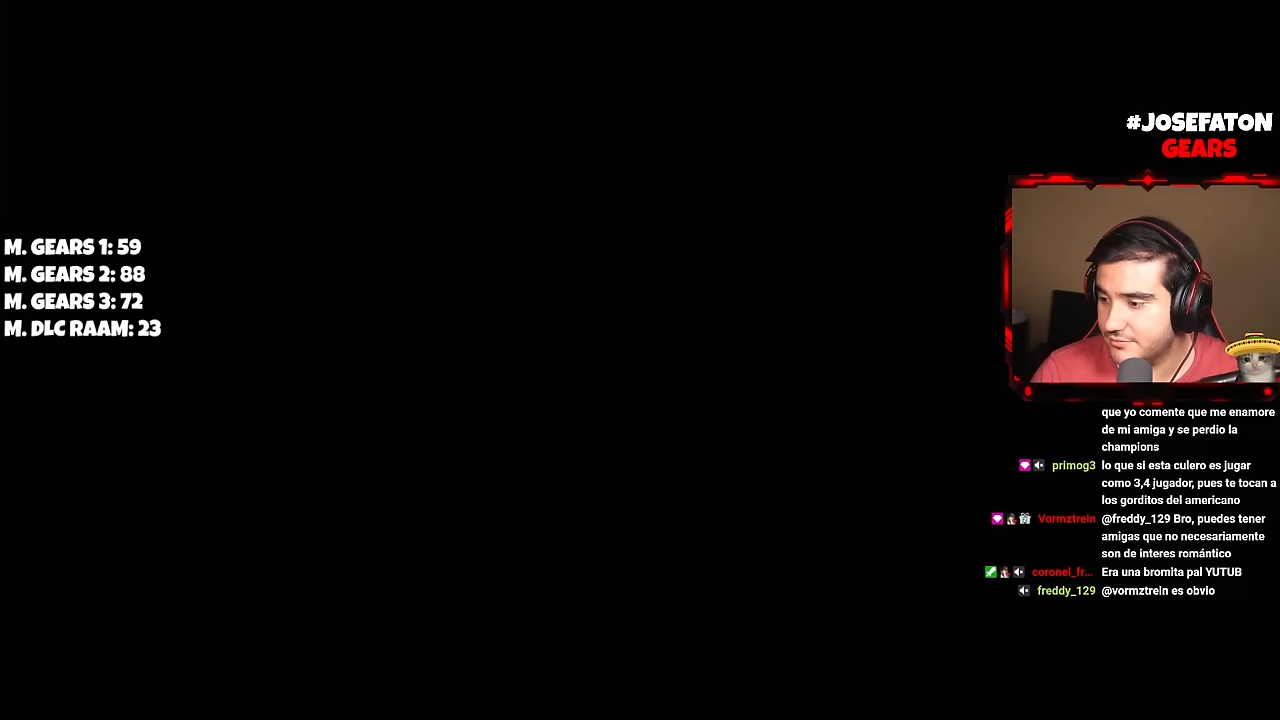 #JOSEFATON
GEARS
M. GEARS 1: 59
M. GEARS 2: 88
M. GEARS 3: 72
M. DLC RAAM: 23
que yo comente que me enamore
de mi amiga y se perdio la
champions
primog3 lo que si esta culero es jugar
como 3,4 jugador, pues te tocan a
los gorditos del americano
Vormztrein @freddy_129 Bro, puedes tener
amigas que no necesariamente
son de interes romántico
coronel_fr... Era una bromita pal YUTUB
freddy_129 @vormztrein es obvio